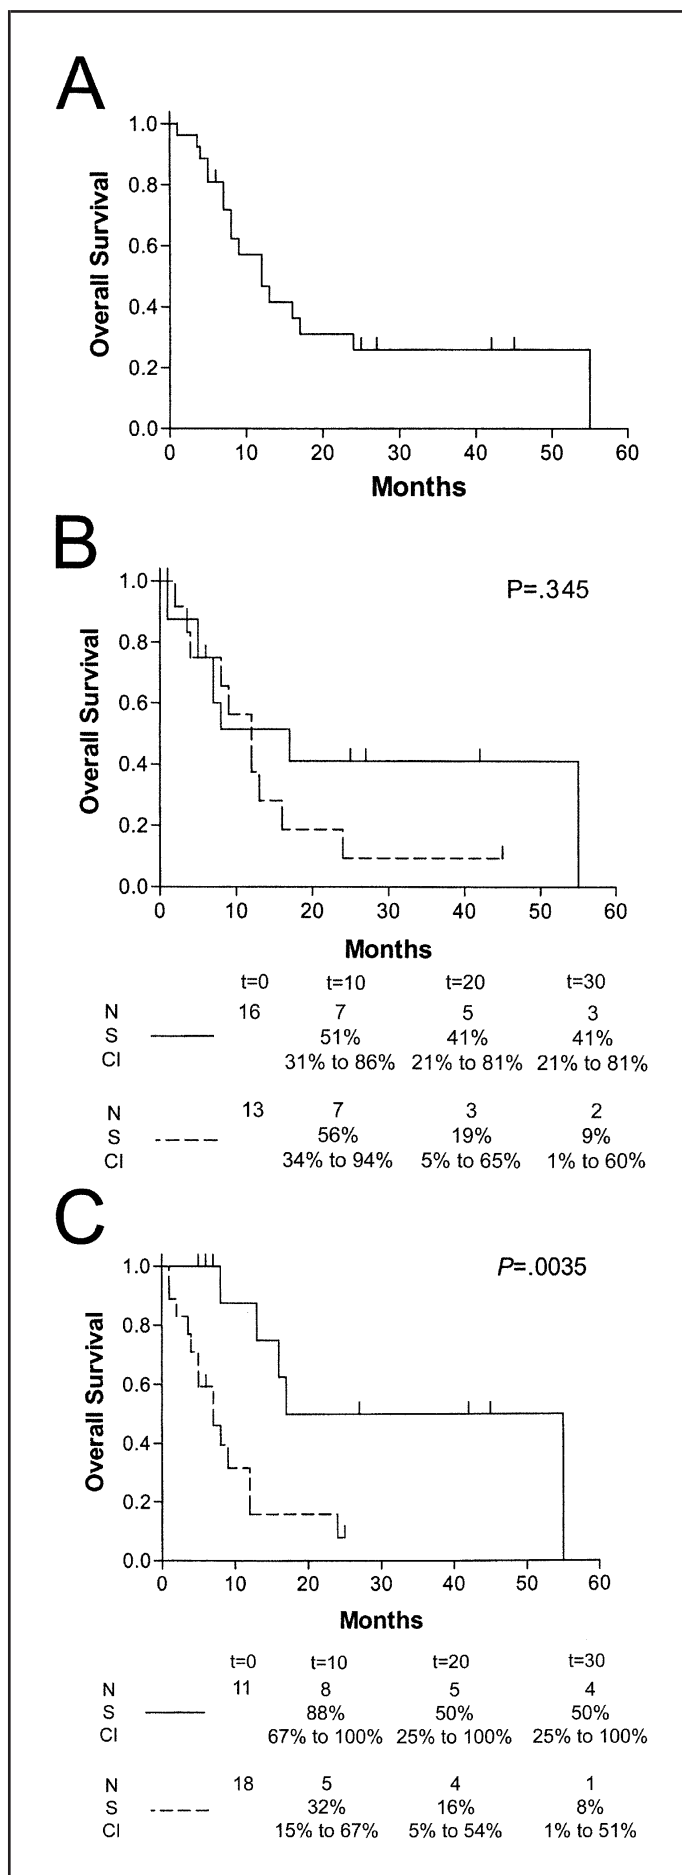 A
1.0
0.8
0.6
0.4
0.2
0.0
Overall Survival
0 10 20 30 40 50 60
Months
B
P=.345
1.0
0.8
0.6
0.4
0.2
0.0
Overall Survival
0 10 20 30 40 50 60
Months
t=0 t=10 t=20 t=30
N 16 7 5 3
S 51% 41% 41%
CI 31% to 86% 21% to 81% 21% to 81%
N 13 7 3 2
S 56% 19% 9%
CI 34% to 94% 5% to 65% 1% to 60%
C
P=.0035
1.0
0.8
0.6
0.4
0.2
0.0
Overall Survival
0 10 20 30 40 50 60
Months
t=0 t=10 t=20 t=30
N 11 8 5 4
S 88% 50% 50%
CI 67% to 100% 25% to 100% 25% to 100%
N 18 5 4 1
S 32% 16% 8%
CI 15% to 67% 5% to 54% 1% to 51%